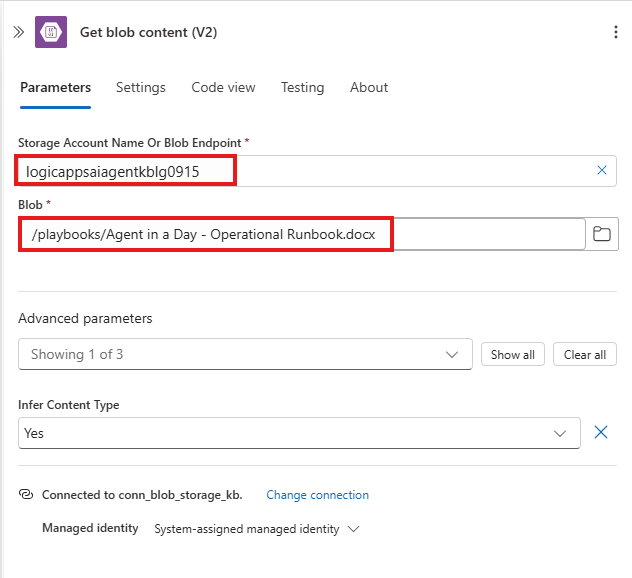 Get blob content (V2)
Parameters Settings Code view Testing About
Storage Account Name Or Blob Endpoint *
logicappsaiagentkblg0915
Blob *
/playbooks/Agent in a Day - Operational Runbook.docx
Advanced parameters
Showing 1 of 3 Show all Clear all
Infer Content Type
Yes
Connected to conn_blob_storage_kb. Change connection
Managed identity System-assigned managed identity